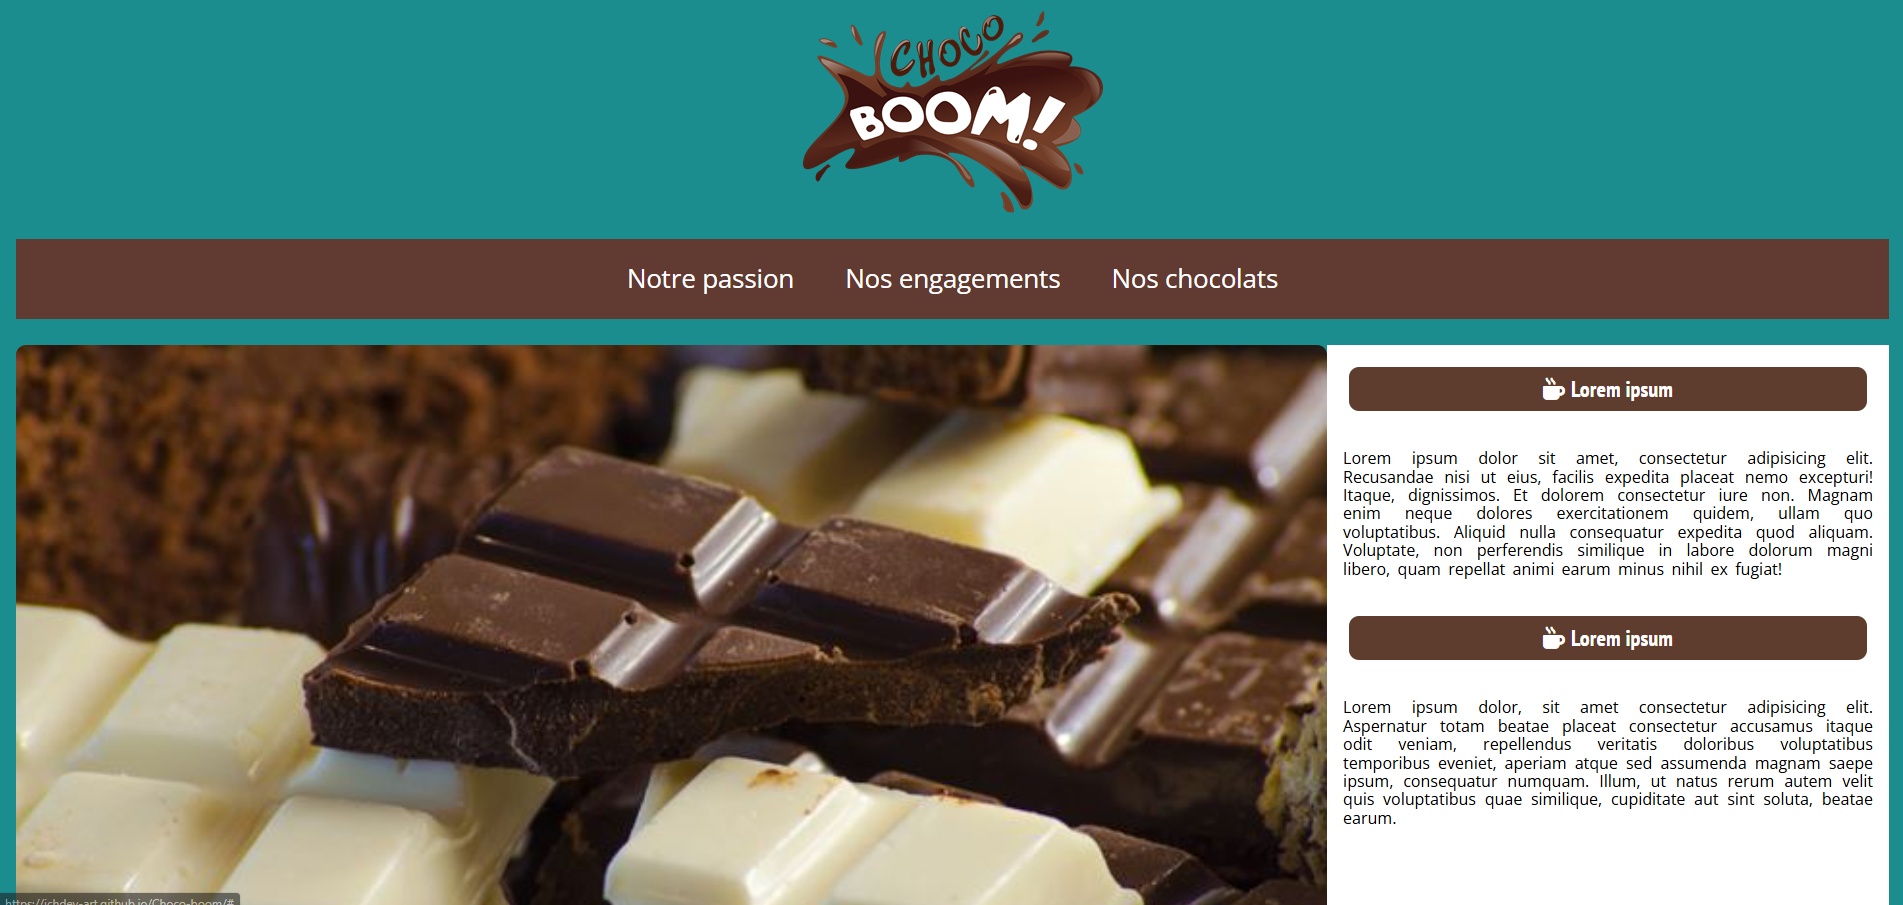 CHOCO
BOOM!
Notre passion Nos engagements Nos chocolats
Lorem ipsum
Lorem ipsum dolor sit amet, consectetur adipisicing elit.
Recusandae nisi ut eius, facilis expedita placeat nemo excepturi!
Itaque, dignissimos. Et dolorem consectetur iure non. Magnam
enim neque dolores exercitationem quidem, ullam quo
voluptatibus. Aliquid nulla consequatur expedita quod aliquam.
Voluptate, non perferendis similique in labore dolorum magni
libero, quam repellat animi earum minus nihil ex fugiat!
Lorem ipsum
Lorem ipsum dolor, sit amet consectetur adipisicing elit.
Aspernatur totam beatae placeat consectetur accusamus itaque
odit veniam, repellendus veritatis doloribus voluptatibus
temporibus eveniet, aperiam atque sed assumenda magnam saepe
ipsum, consequatur numquam. Illum, ut natus rerum autem velit
quis voluptatibus quae similique, cupiditate aut sint soluta, beatae
earum.